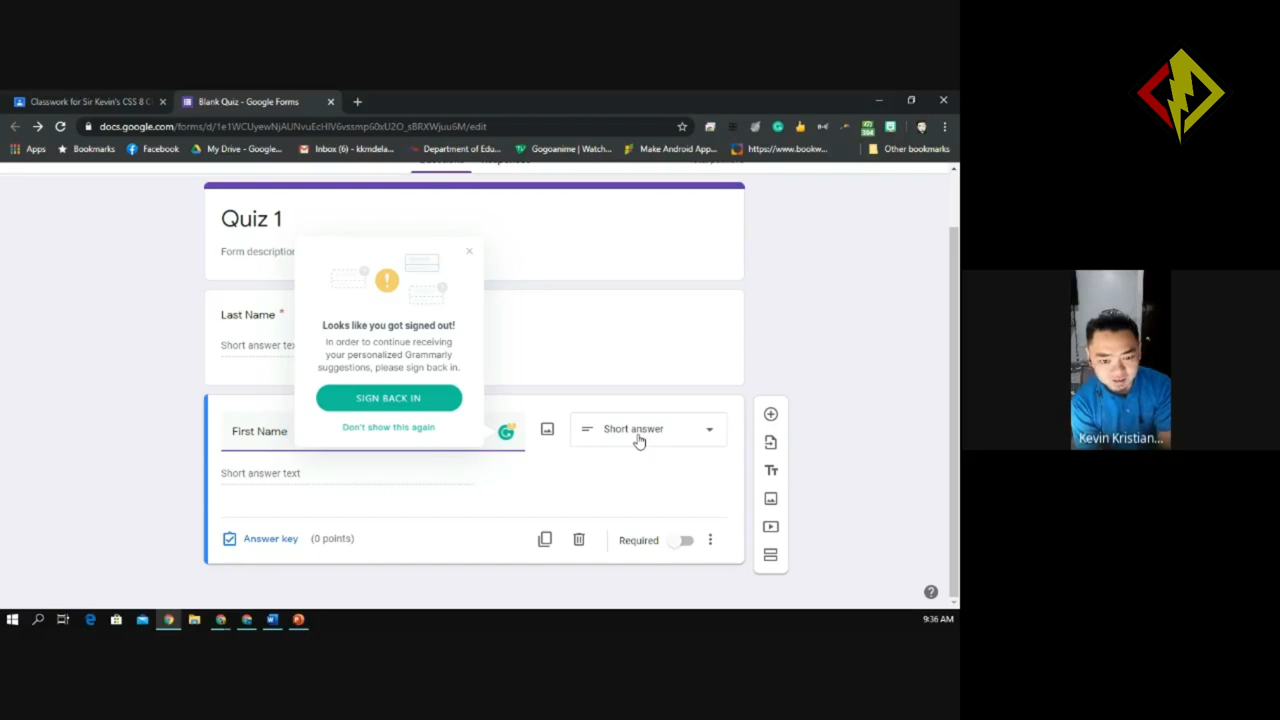 Classwork for Sir Kevin's CSS 8 C
Blank Quiz - Google Forms
docs.google.com/forms/d/1e1WCUyewNjAUNvuEcHIV6vssmp60xU2O_sBRXWjuu6M/edit
Apps
Bookmarks
Facebook
My Drive - Google...
Inbox (6) - kkmdela...
Department of Edu...
Gogoanime | Watch...
Make Android App...
https://www.bookw...
Other bookmarks
Quiz 1
Form description
Looks like you got signed out!
In order to continue receiving
your personalized Grammarly
suggestions, please sign back in.
SIGN BACK IN
Don't show this again
Last Name *
Short answer
First Name
Short answer
Short answer text
Answer key (0 points)
Required
9:36 AM
Kevin Kristian...